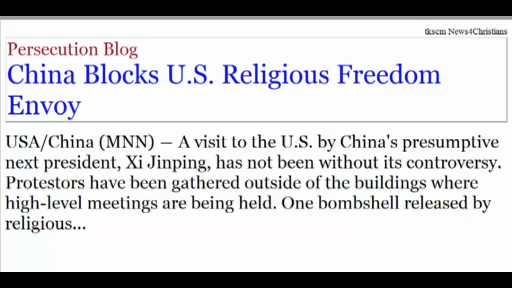 tkscm News4Christians
Persecution Blog
China Blocks U.S. Religious Freedom
Envoy
USA/China (MNN) — A visit to the U.S. by China's presumptive
next president, Xi Jinping, has not been without its controversy.
Protestors have been gathered outside of the buildings where
high-level meetings are being held. One bombshell released by
religious...